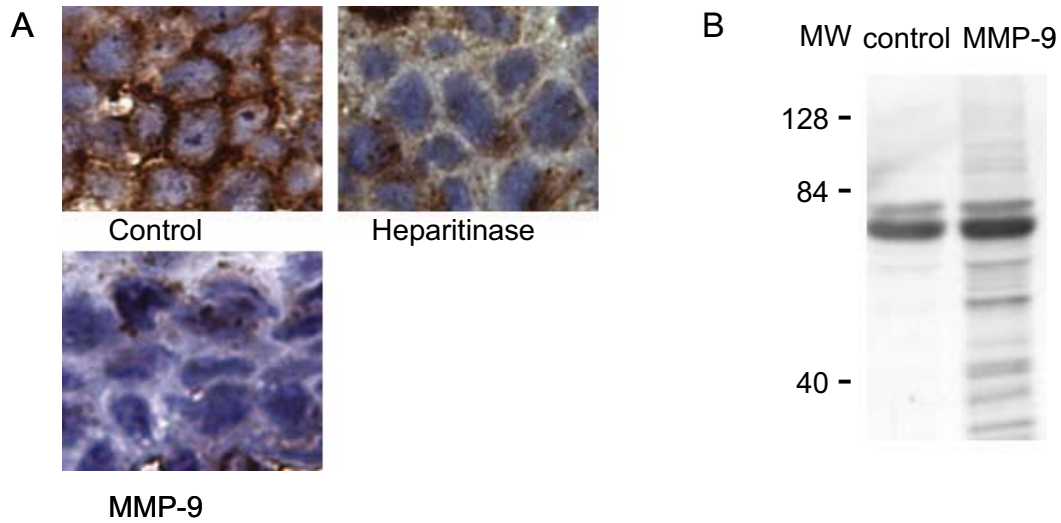 A
B
MW control MMP-9
128
84
40
Control
Heparitinase
MMP-9